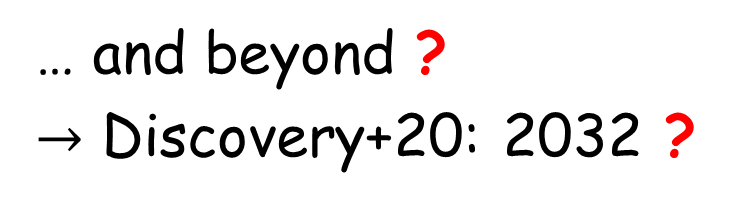 ... and beyond ?
→ Discovery+20: 2032 ?